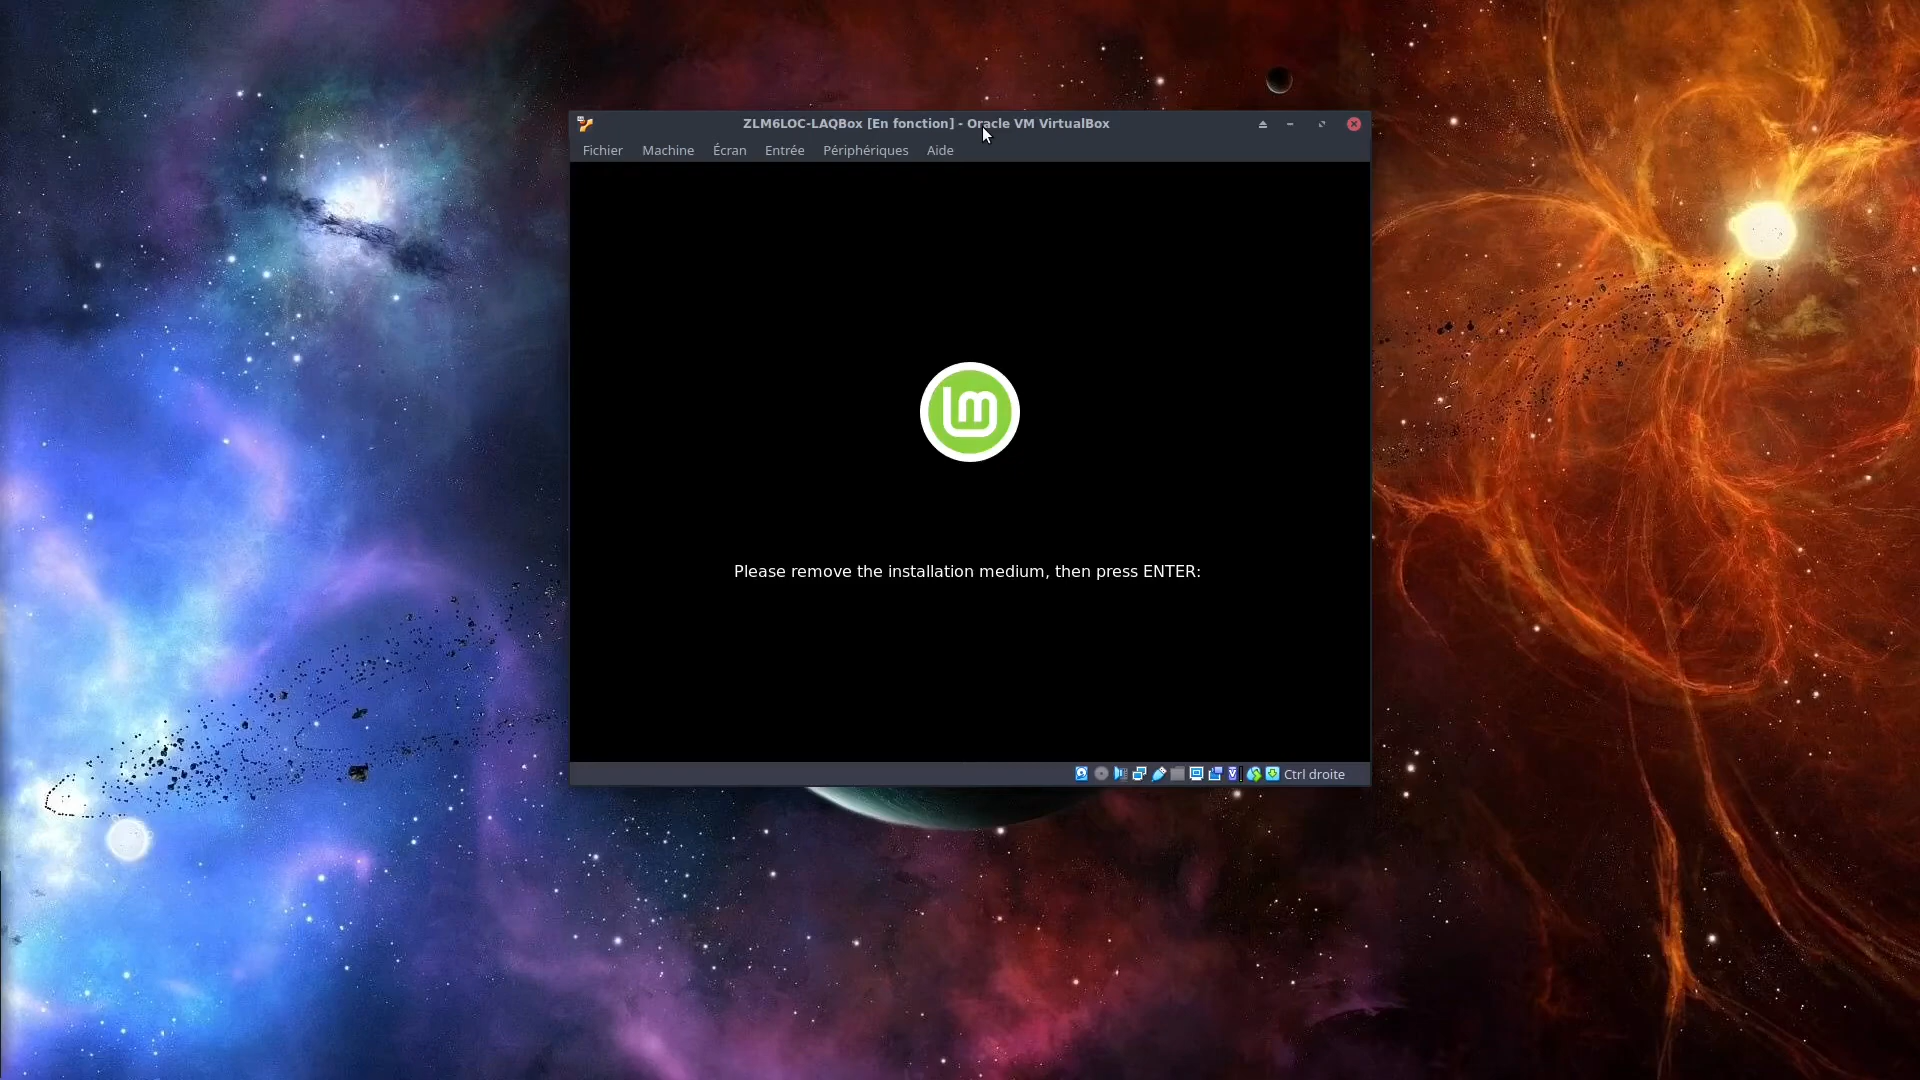 ZLM6LOC-LAQBox [En fonction] - Oracle VM VirtualBox
Fichier Machine Écran Entrée Périphériques Aide
lm
Please remove the installation medium, then press ENTER:
Ctrl droite